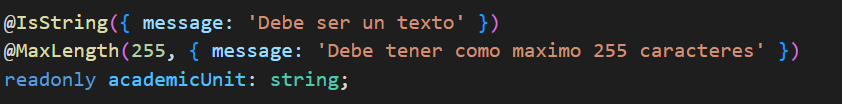 @IsString({ message: 'Debe ser un texto' })
@MaxLength(255, { message: 'Debe tener como maximo 255 caracteres' })
readonly academicUnit: string;